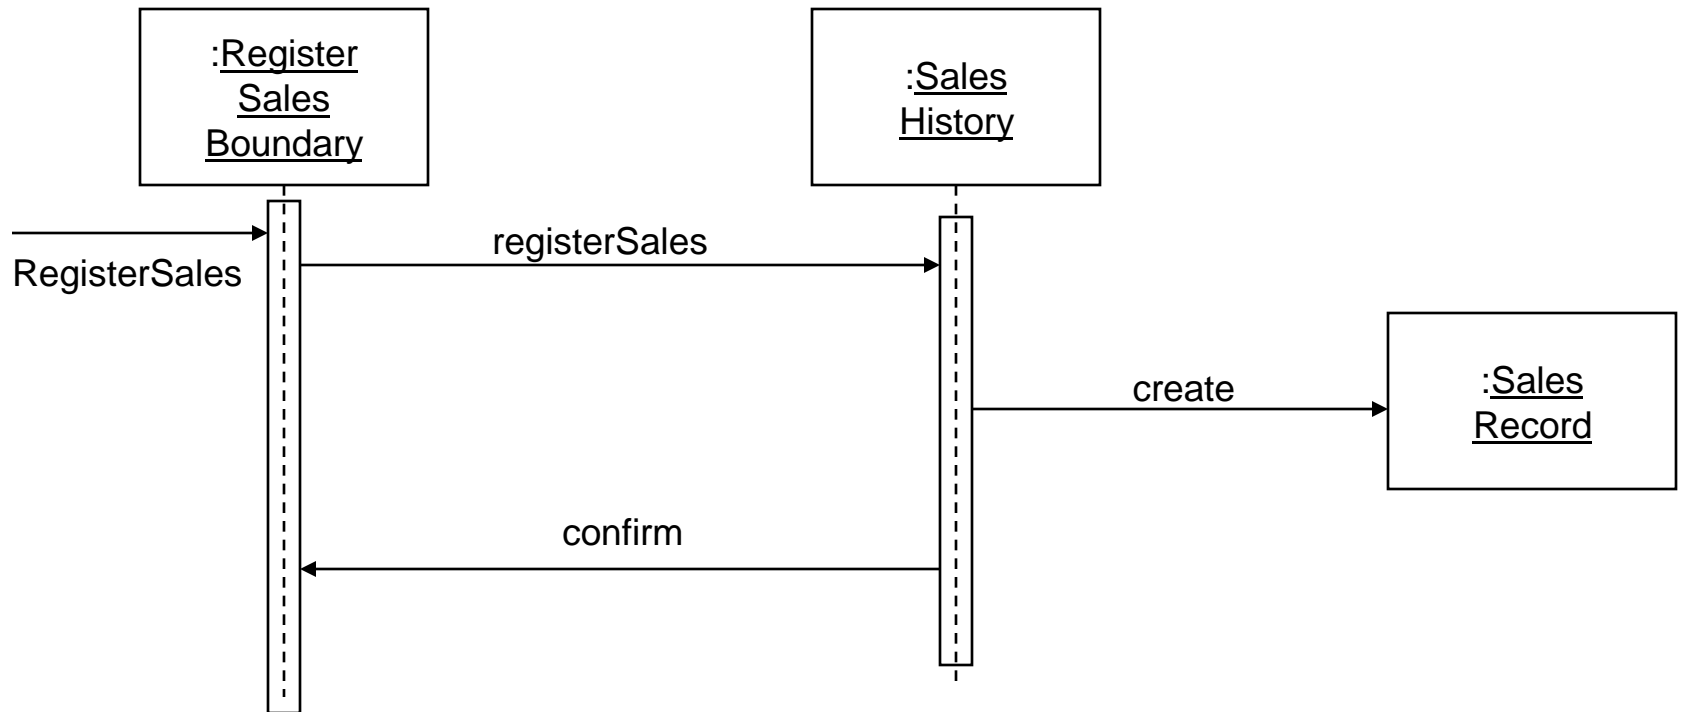 :Register
Sales
Boundary
:Sales
History
registerSales
RegisterSales
:Sales
Record
create
confirm